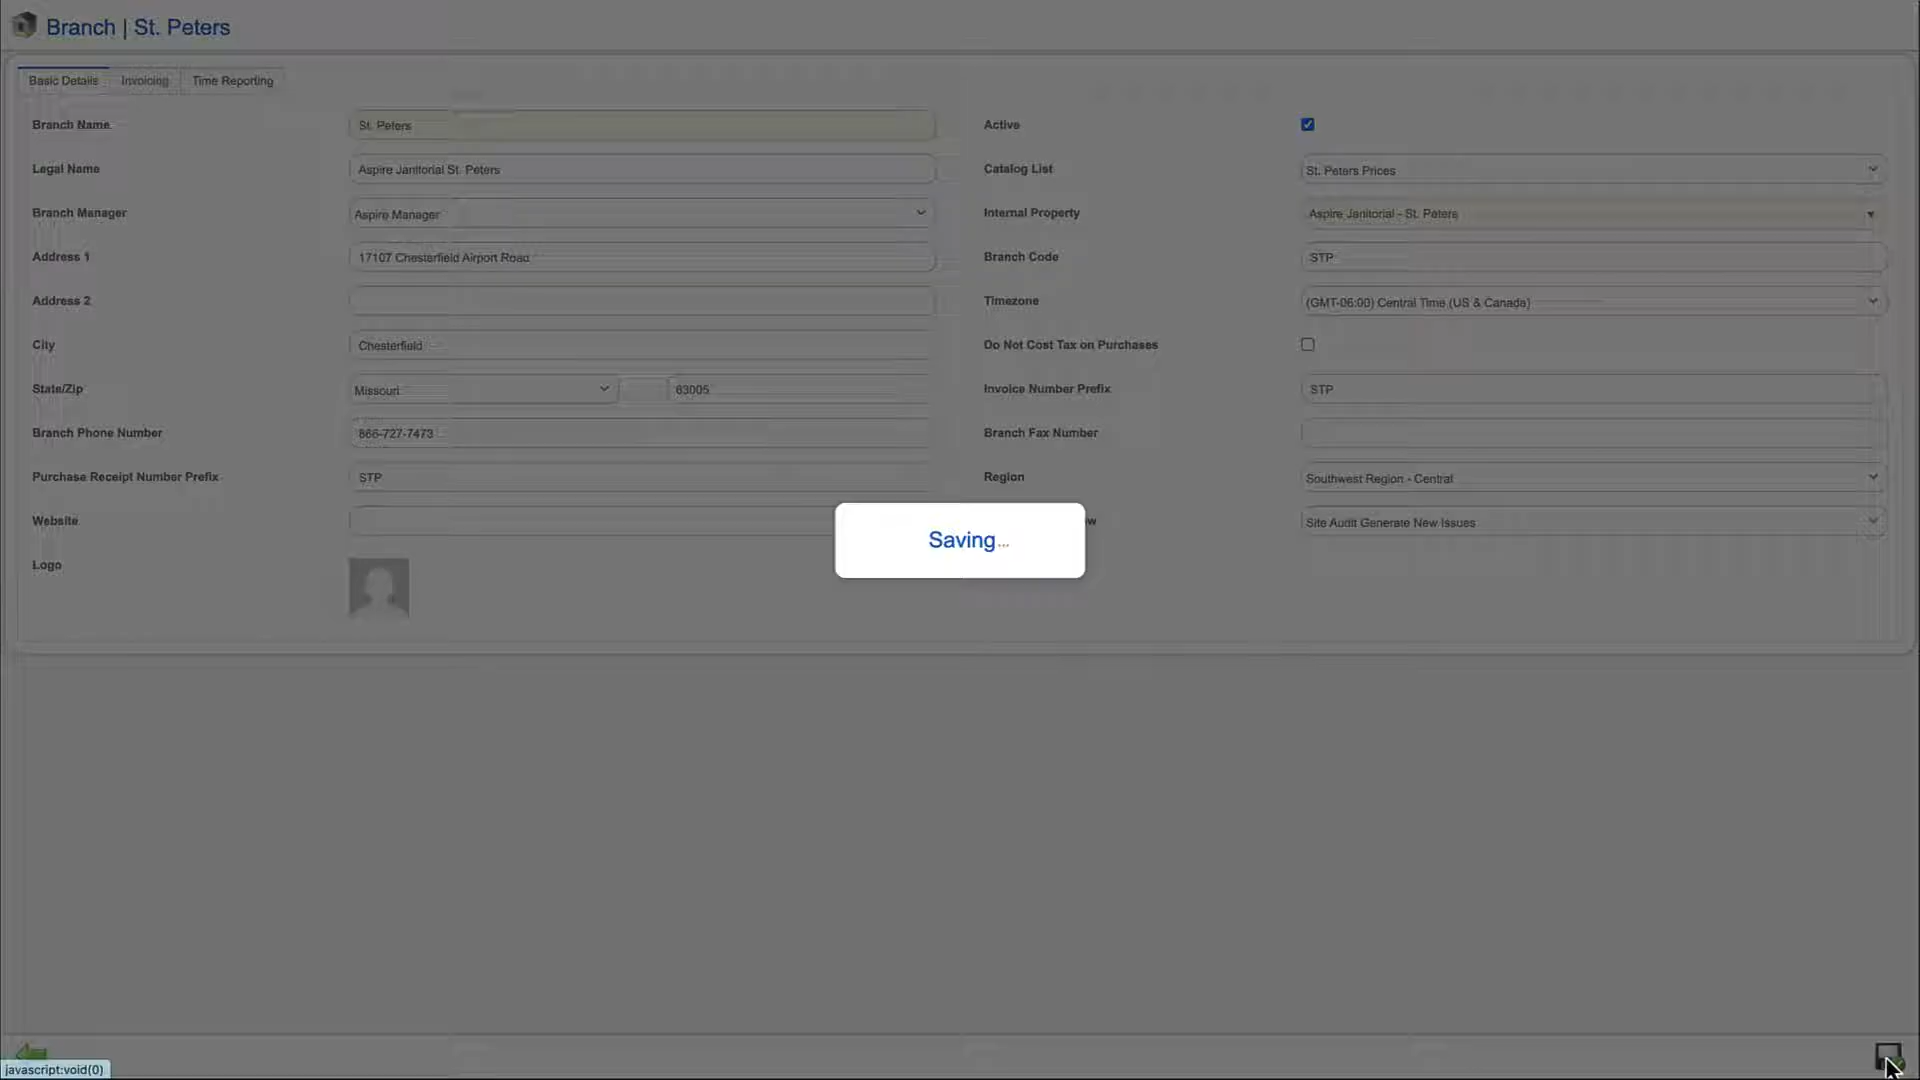 Branch | St. Peters
Basic Details Invoicing Time Reporting
Branch Name St. Peters Active
Legal Name Aspire Janitorial St. Peters Catalog List St. Peters Prices
Branch Manager Aspire Manager Internal Property Aspire Janitorial - St. Peters
Address 1 17107 Chesterfield Airport Road Branch Code STP
Address 2 Timezone (GMT-06:00) Central Time (US & Canada)
City Chesterfield Do Not Cost Tax on Purchases
State/Zip Missouri 63005 Invoice Number Prefix STP
Branch Phone Number 866-727-7473 Branch Fax Number
Purchase Receipt Number Prefix STP Region Southwest Region - Central
Website Site Audit Generate New Issues
Saving...
Logo
javascript:void(0)